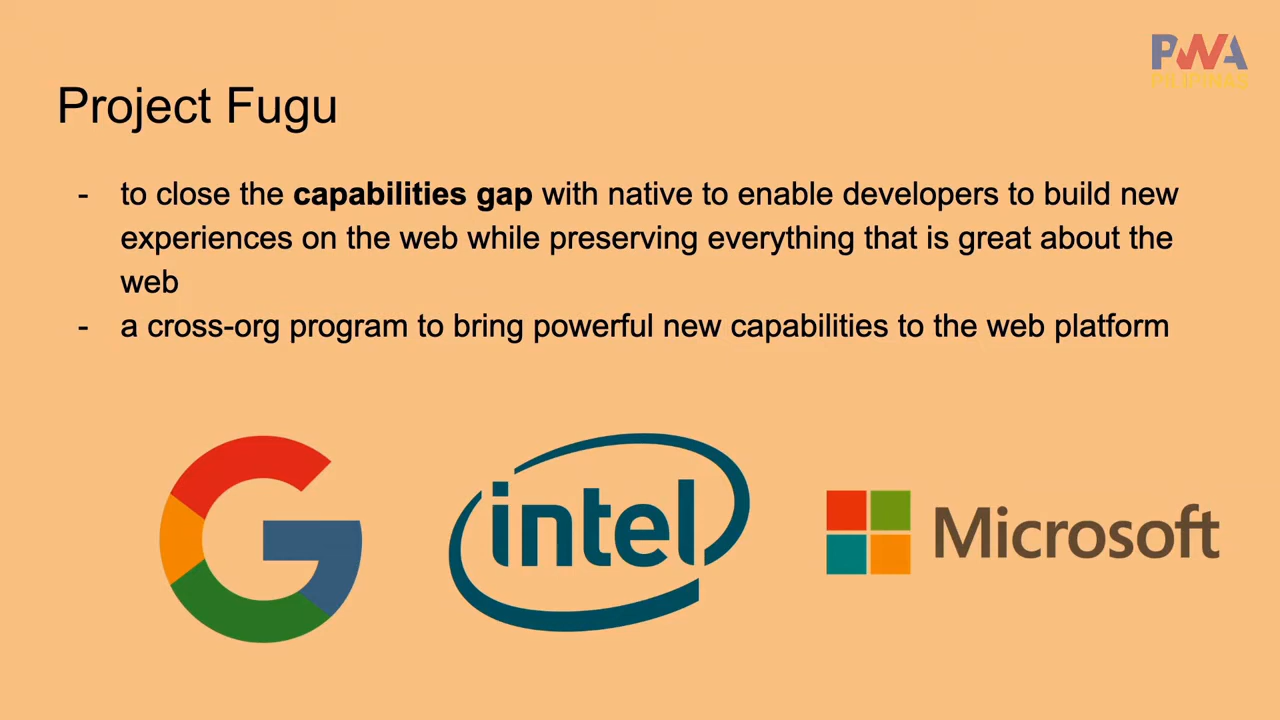 PWA
PILIPINAS
Project Fugu
- to close the capabilities gap with native to enable developers to build new
experiences on the web while preserving everything that is great about the
web
- a cross-org program to bring powerful new capabilities to the web platform
G
intel
Microsoft